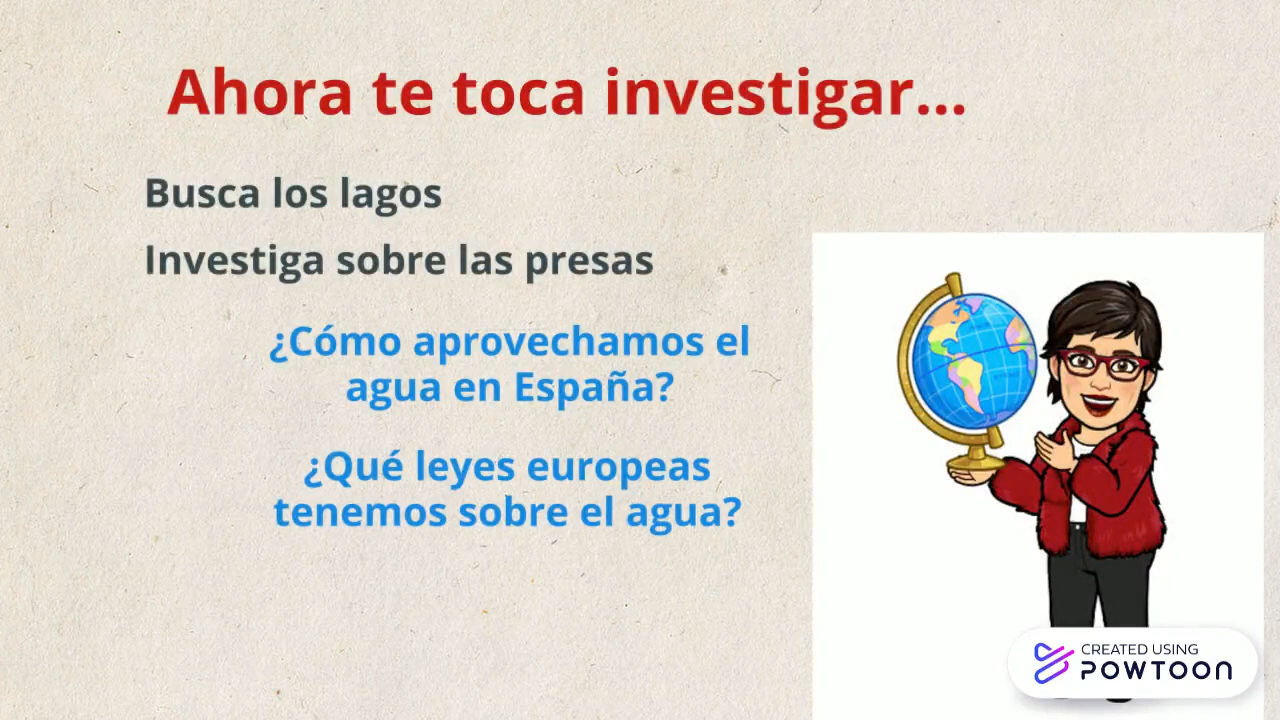 Ahora te toca investigar...
Busca los lagos
Investiga sobre las presas
¿Cómo aprovechamos el
agua en España?
¿Qué leyes europeas
tenemos sobre el agua?
CREATED USING
POWTOON